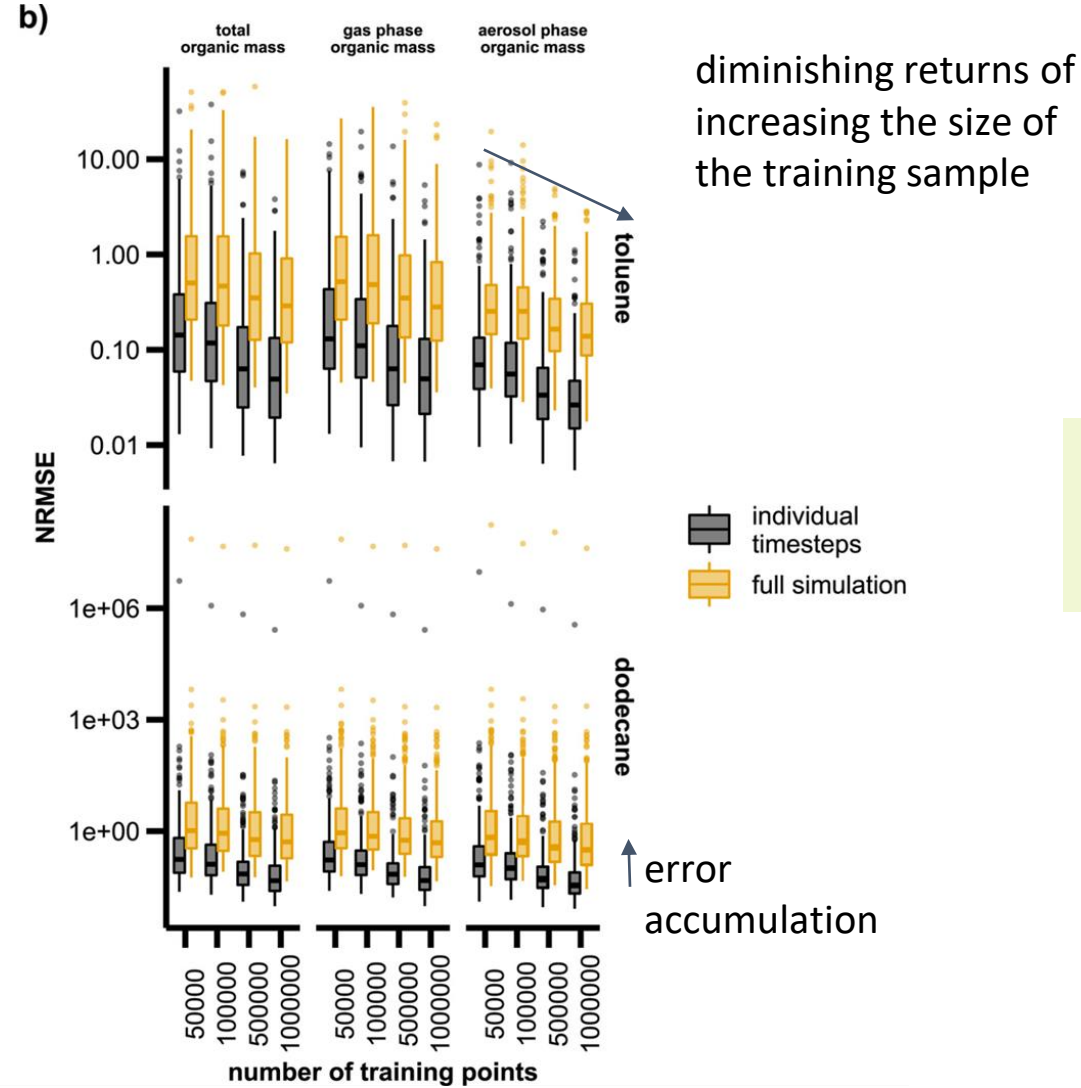 b)
total
organic mass
gas phase
organic mass
aerosol phase
organic mass
diminishing returns of
increasing the size of
the training sample
10.00
1.00
0.10
0.01
toluene
NRMSE
individual
timesteps
full simulation
1e+06
1e+03
1e+00
dodecane
error
accumulation
50000
100000
500000
1000000
50000
100000
500000
1000000
50000
100000
500000
1000000
number of training points